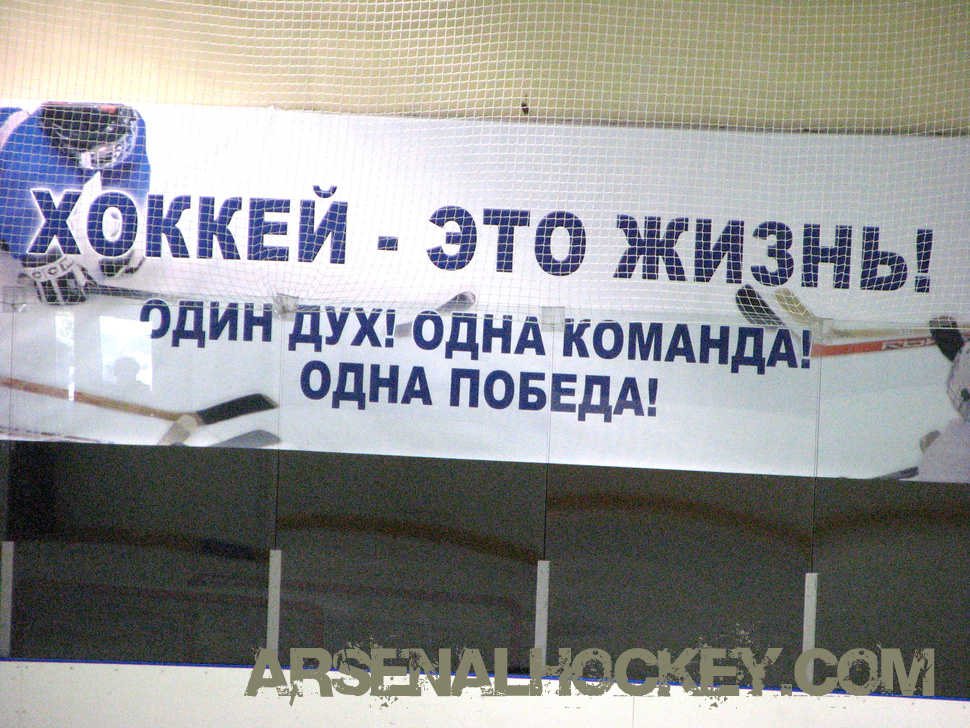 ХОККЕЙ - ЭТО ЖИЗНЬ!
ОДИН ДУХ! ОДНА КОМАНДА!
ОДНА ПОБЕДА!
ARSENALHOCKEY.COM